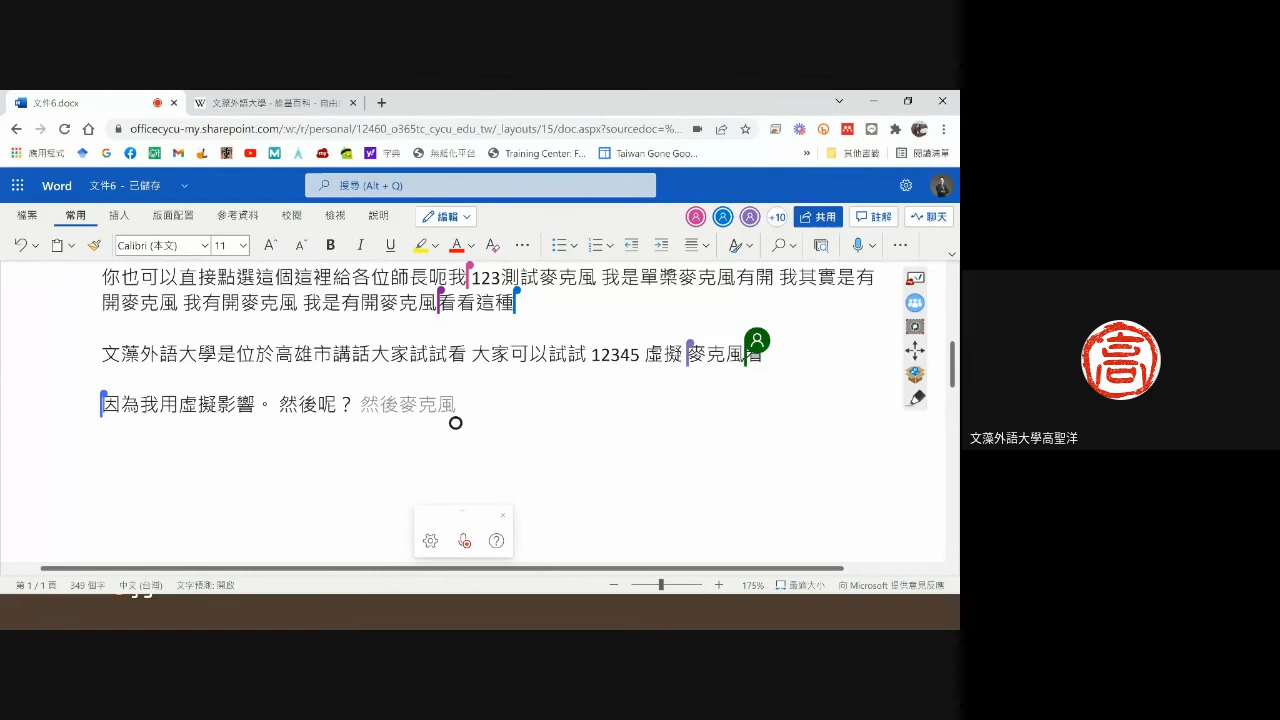 文件6.docx
文藻外語大學 - 維基百科，自由
officecycu-my.sharepoint.com/:w:/r/personal/12460_o365tc_cycu_edu_tw/_layouts/15/doc.aspx?sourcedoc=%...
應用程式 字典 無紙化平台 Training Center: F... Taiwan Gone Goo... » 其他書籤 閱讀清單
Word 文件6 - 已儲存 搜尋 (Alt + Q)
檔案 常用 插入 版面配置 參考資料 校閱 檢視 說明 編輯 +10 共用 註解 聊天
Calibri (本文) 11 B I U A
你也可以直接點選這個這裡給各位師長呃我 123測試麥克風 我是單槳麥克風有開 我其實是有
開麥克風 我有開麥克風 我是有開麥克風看看這種
文藻外語大學是位於高雄市講話大家試試看 大家可以試試 12345 虛擬 麥克風看
因為我用虛擬影響。 然後呢？ 然後麥克風
高
文藻外語大學高聖洋
第 1 / 1 頁 349 個字 中文 (台灣) 文字預測: 開啟 175% 最適大小 向 Microsoft 提供意見反應